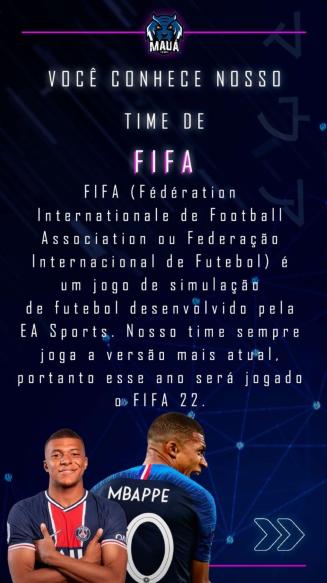 MAUÁ
VOCÊ CONHECE NOSSO
TIME DE
FIFA
FIFA (Fédération
Internationale de Football
Association ou Federação
Internacional de Futebol) é
um jogo de simulação
de futebol desenvolvido pela
EA Sports. Nosso time sempre
joga a versão mais atual,
portanto esse ano será jogado
o FIFA 22.
MBAPPE